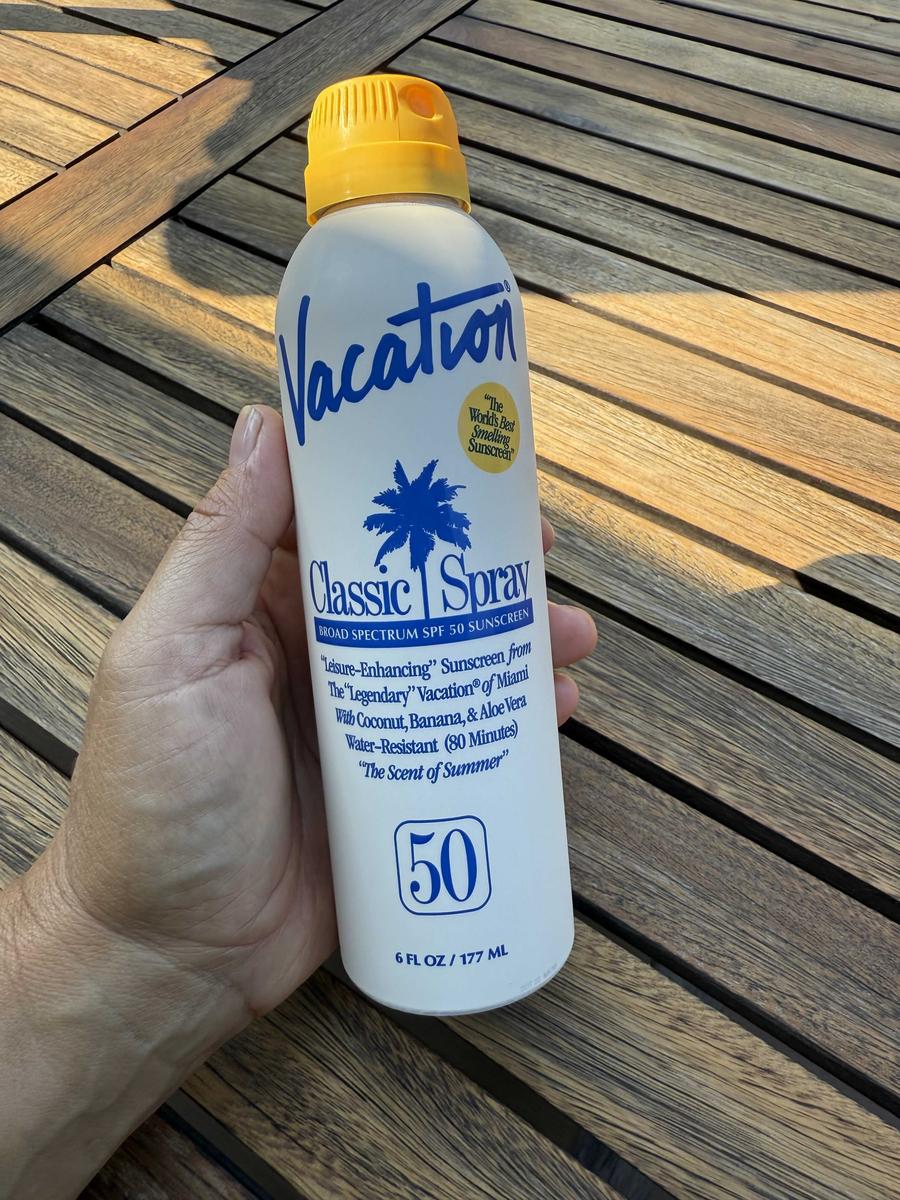 Vacation®
“The
World's Best
Smelling
Sunscreen”
Classic Spray
BROAD SPECTRUM SPF 50 SUNSCREEN
“Leisure-Enhancing” Sunscreen from
The “Legendary” Vacation® of Miami
With Coconut, Banana, & Aloe Vera
Water-Resistant (80 Minutes)
“The Scent of Summer”
50
6 FL OZ / 177 ML